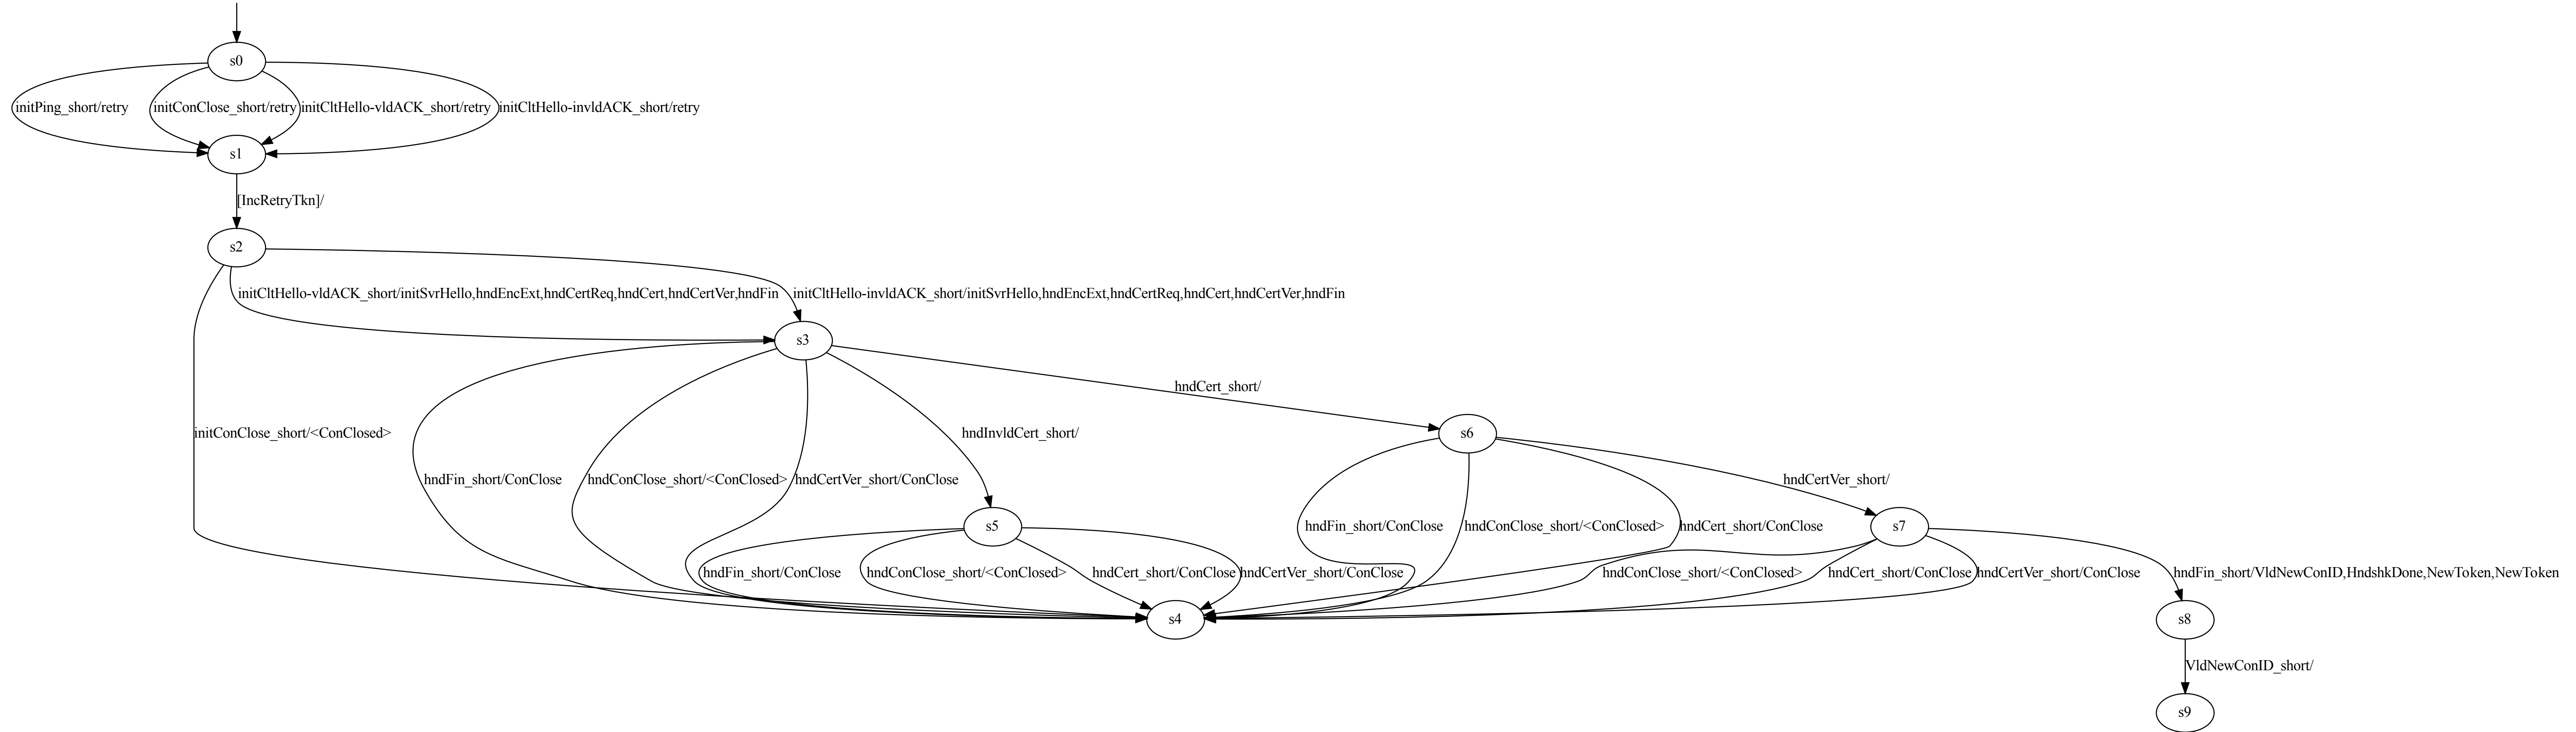 s0
initPing_short/retry
initConClose_short/retry
initCltHello-vldACK_short/retry
initCltHello-invldACK_short/retry
s1
[IncRetryTkn]/
s2
initCltHello-vldACK_short/initSvrHello,hndEncExt,hndCertReq,hndCert,hndCertVer,hndFin
initCltHello-invldACK_short/initSvrHello,hndEncExt,hndCertReq,hndCert,hndCertVer,hndFin
s3
hndCert_short/
initConClose_short/<ConClosed>
hndInvldCert_short/
s6
hndFin_short/ConClose
hndConClose_short/<ConClosed>
hndCertVer_short/ConClose
hndCertVer_short/
s5
hndFin_short/ConClose
hndConClose_short/<ConClosed>
hndCert_short/ConClose
s7
hndFin_short/ConClose
hndConClose_short/<ConClosed>
hndCert_short/ConClose
hndCertVer_short/ConClose
hndConClose_short/<ConClosed>
hndCert_short/ConClose
hndCertVer_short/ConClose
hndFin_short/VldNewConID,HndshkDone,NewToken,NewToken
s4
s8
VldNewConID_short/
s9